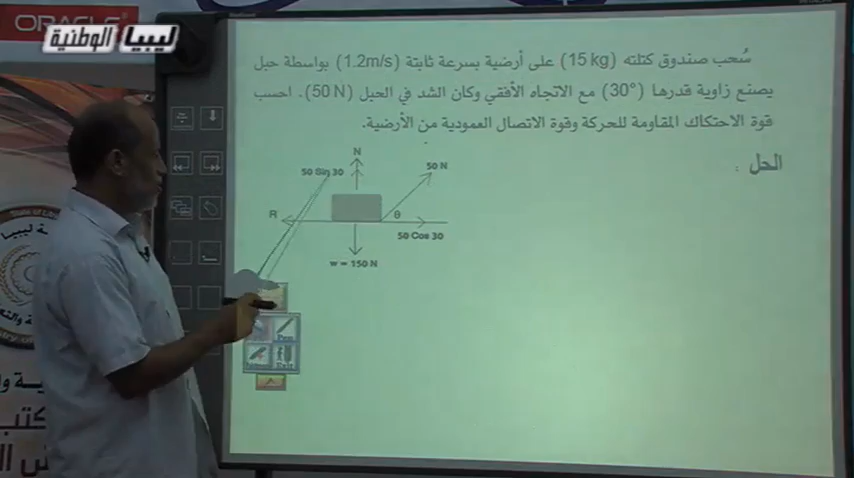 ORACLE
ليبيا الوطنية
سُحب صندوق كتلته (15 kg) على أرضية بسرعة ثابتة (1.2m/s) بواسطة حبل
يصنع زاوية قدرها (30°) مع الاتجاه الأفقي وكان الشد في الحبل (50 N). احسب
قوة الاحتكاك المقاومة للحركة وقوة الاتصال العمودية من الأرضية.
الحل :
N
50 Sin 30
50 N
R
θ
50 Cos 30
w = 150 N
Pen
Exit